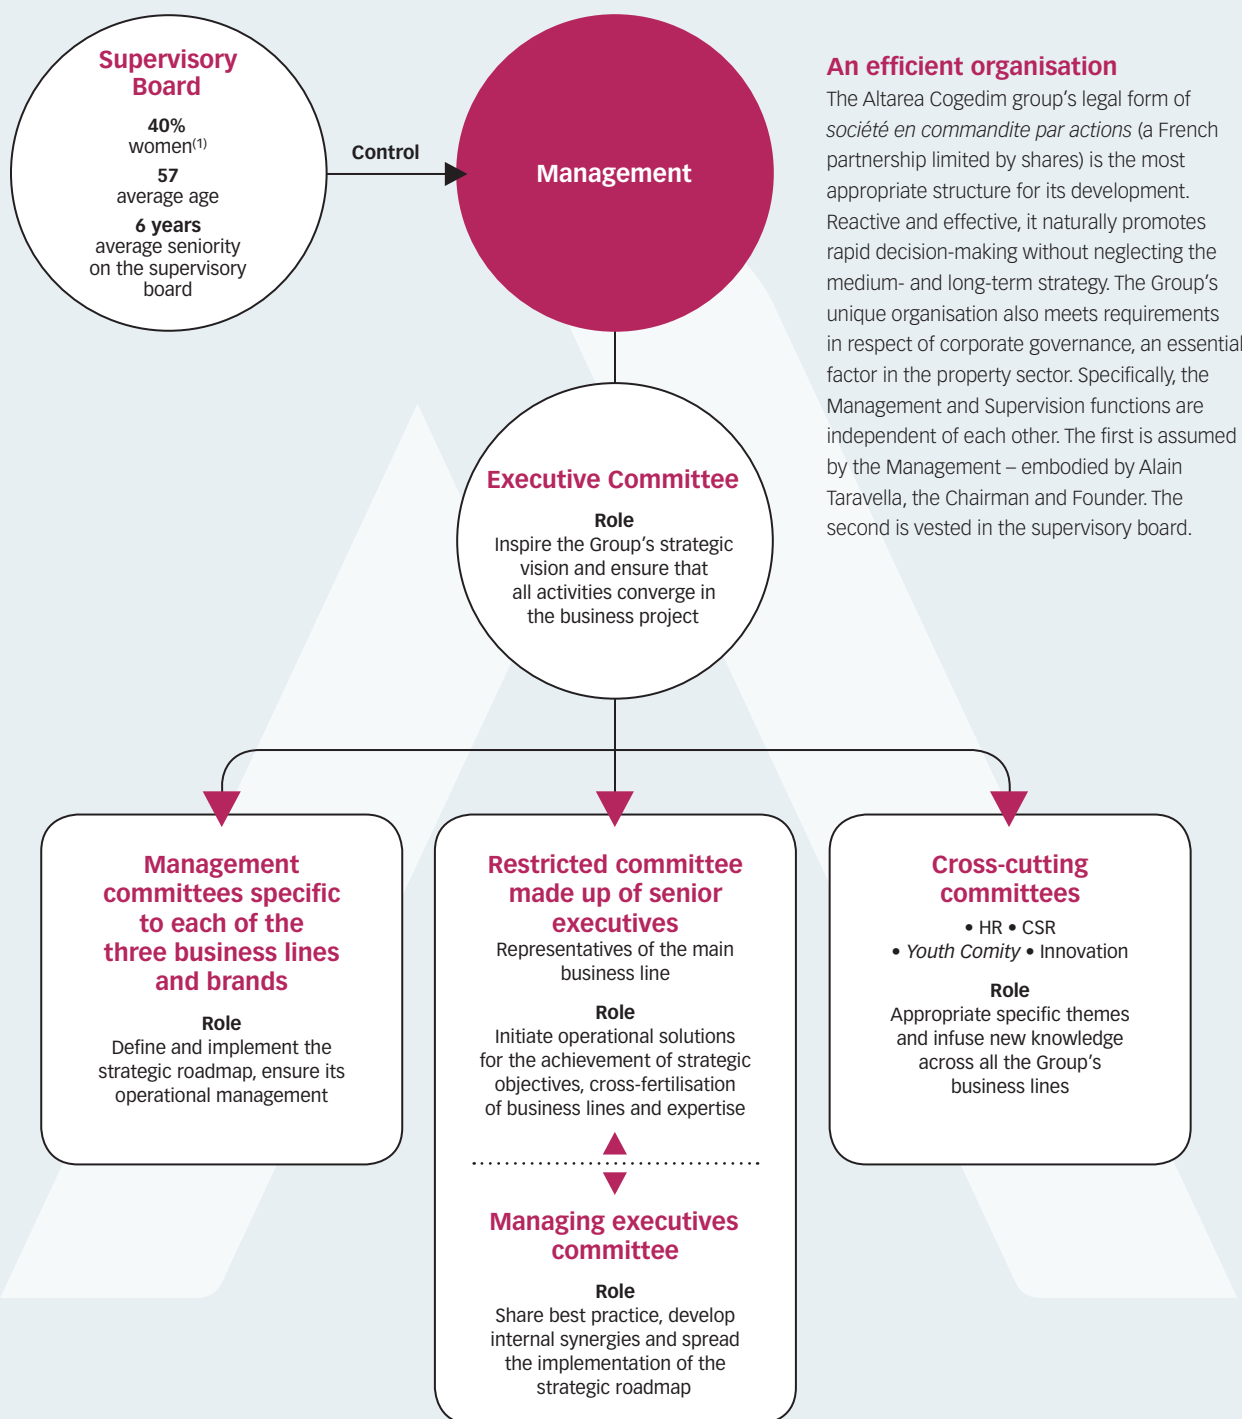 Supervisory
Board
40%
women(1)
57
average age
6 years
average seniority
on the supervisory
board
Control
Management
An efficient organisation
The Altarea Cogedim group's legal form of
société en commandite par actions (a French
partnership limited by shares) is the most
appropriate structure for its development.
Reactive and effective, it naturally promotes
rapid decision-making without neglecting the
medium- and long-term strategy. The Group's
unique organisation also meets requirements
in respect of corporate governance, an essential
factor in the property sector. Specifically, the
Management and Supervision functions are
independent of each other. The first is assumed
by the Management – embodied by Alain
Taravella, the Chairman and Founder. The
second is vested in the supervisory board.
Executive Committee
Role
Inspire the Group's strategic
vision and ensure that
all activities converge in
the business project
Management
committees specific
to each of the
three business lines
and brands
Role
Define and implement the
strategic roadmap, ensure its
operational management
Restricted committee
made up of senior
executives
Representatives of the main
business line
Role
Initiate operational solutions
for the achievement of strategic
objectives, cross-fertilisation
of business lines and expertise
Managing executives
committee
Role
Share best practice, develop
internal synergies and spread
the implementation of the
strategic roadmap
Cross-cutting
committees
• HR • CSR
• Youth Comity • Innovation
Role
Appropriate specific themes
and infuse new knowledge
across all the Group's
business lines